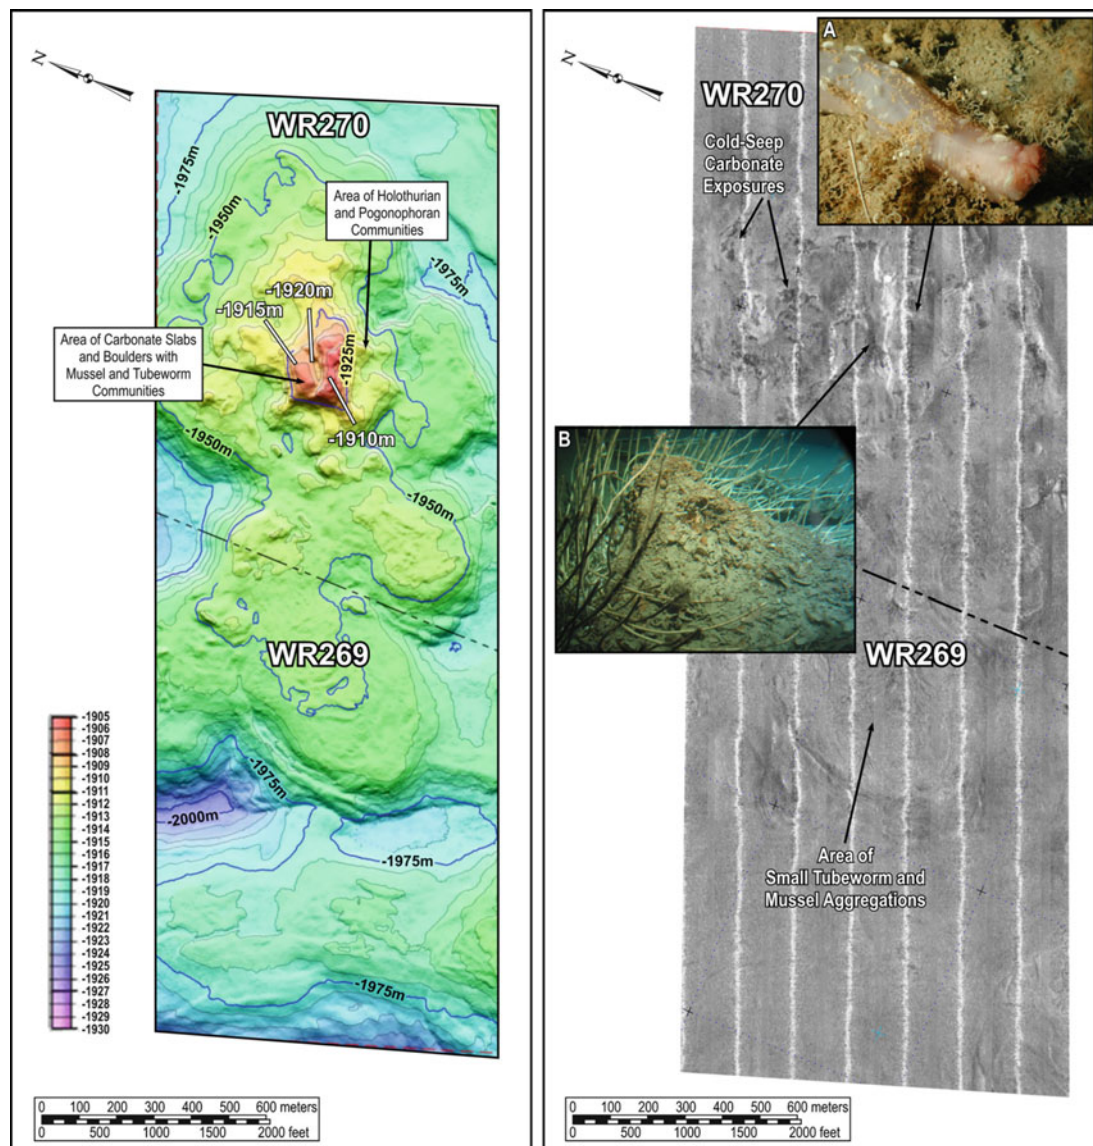 N
WR270
-1975m
-1950m
Area of Holothurian
and Pogonophoran
Communities
-1975m
-1920m
-1915m
Area of Carbonate Slabs
and Boulders with
Mussel and Tubeworm
Communities
-1925m
-1910m
-1950m
-1950m
WR269
-1905
-1906
-1907
-1908
-1909
-1910
-1911
-1912
-1913
-1914
-1915
-1916
-1917
-1918
-1919
-1920
-1921
-1922
-1923
-1924
-1925
-1926
-1927
-1928
-1929
-1930
-1975m
-2000m
-1975m
-1975m
0 100 200 300 400 500 600 meters
0 500 1000 1500 2000 feet
N
A
WR270
Cold-Seep
Carbonate
Exposures
B
WR269
Area of
Small Tubeworm and
Mussel Aggregations
0 100 200 300 400 500 600 meters
0 500 1000 1500 2000 feet